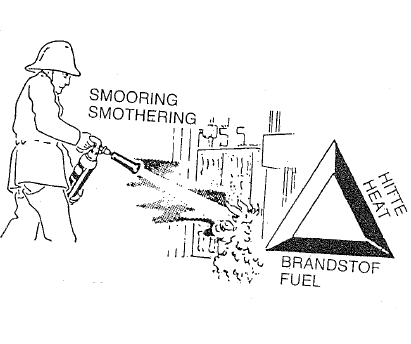 SMOORING
SMOTHERING
HITTE
HEAT
BRANDSTOF
FUEL